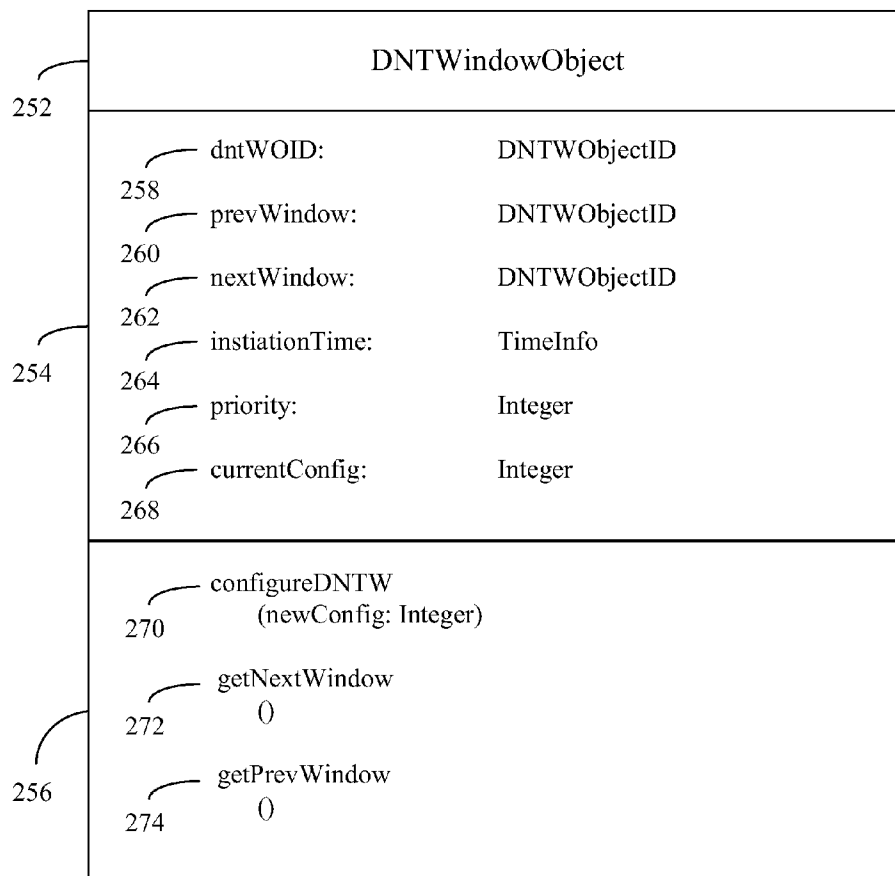 DNTWindowObject
252
dntWOID: DNTWObjectID
258
prevWindow: DNTWObjectID
260
nextWindow: DNTWObjectID
262
instiationTime: TimeInfo
254
264
priority: Integer
266
currentConfig: Integer
268
configureDNTW
270 (newConfig: Integer)
getNextWindow
272 ()
getPrevWindow
256
274 ()